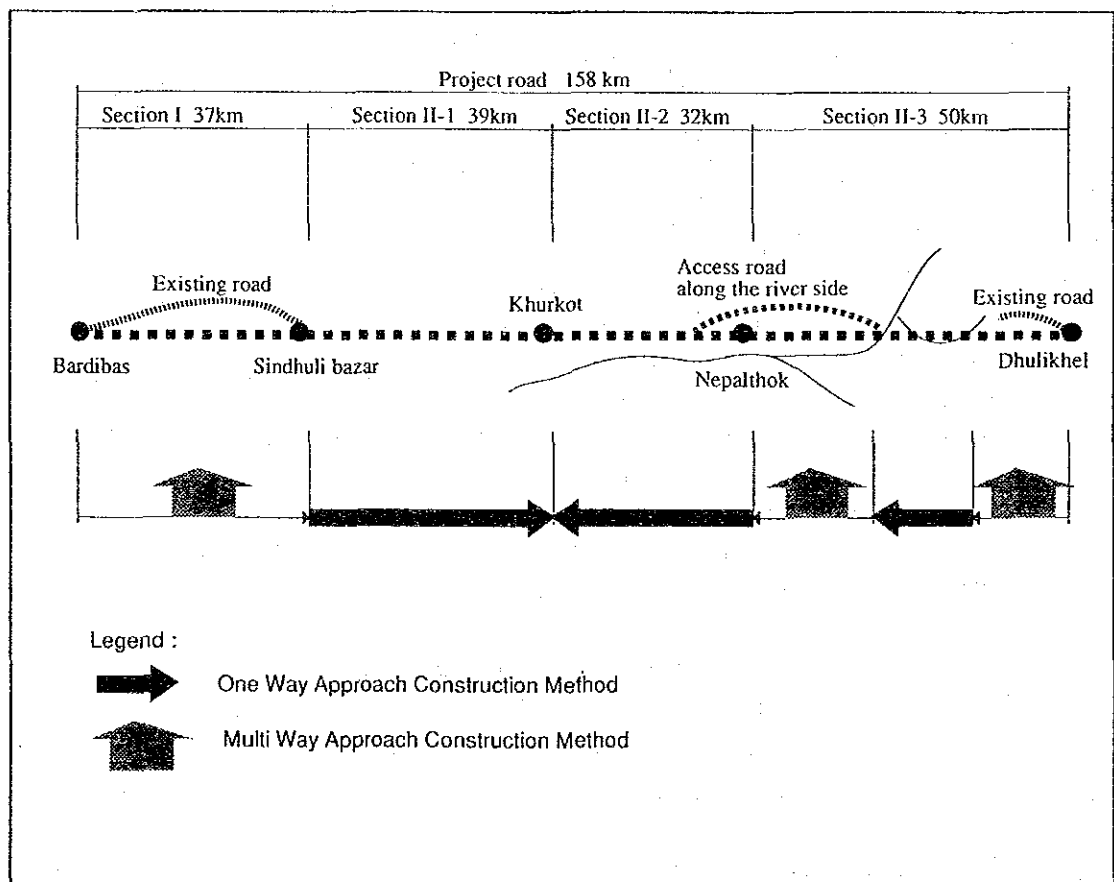 Project road 158 km
Section I 37km
Section II-1 39km
Section II-2 32km
Section II-3 50km
Existing road
Khurkot
Access road
along the river side
Existing road
Bardibas
Sindhuli bazar
Nepalthok
Dhulikhel
Legend :
One Way Approach Construction Method
Multi Way Approach Construction Method